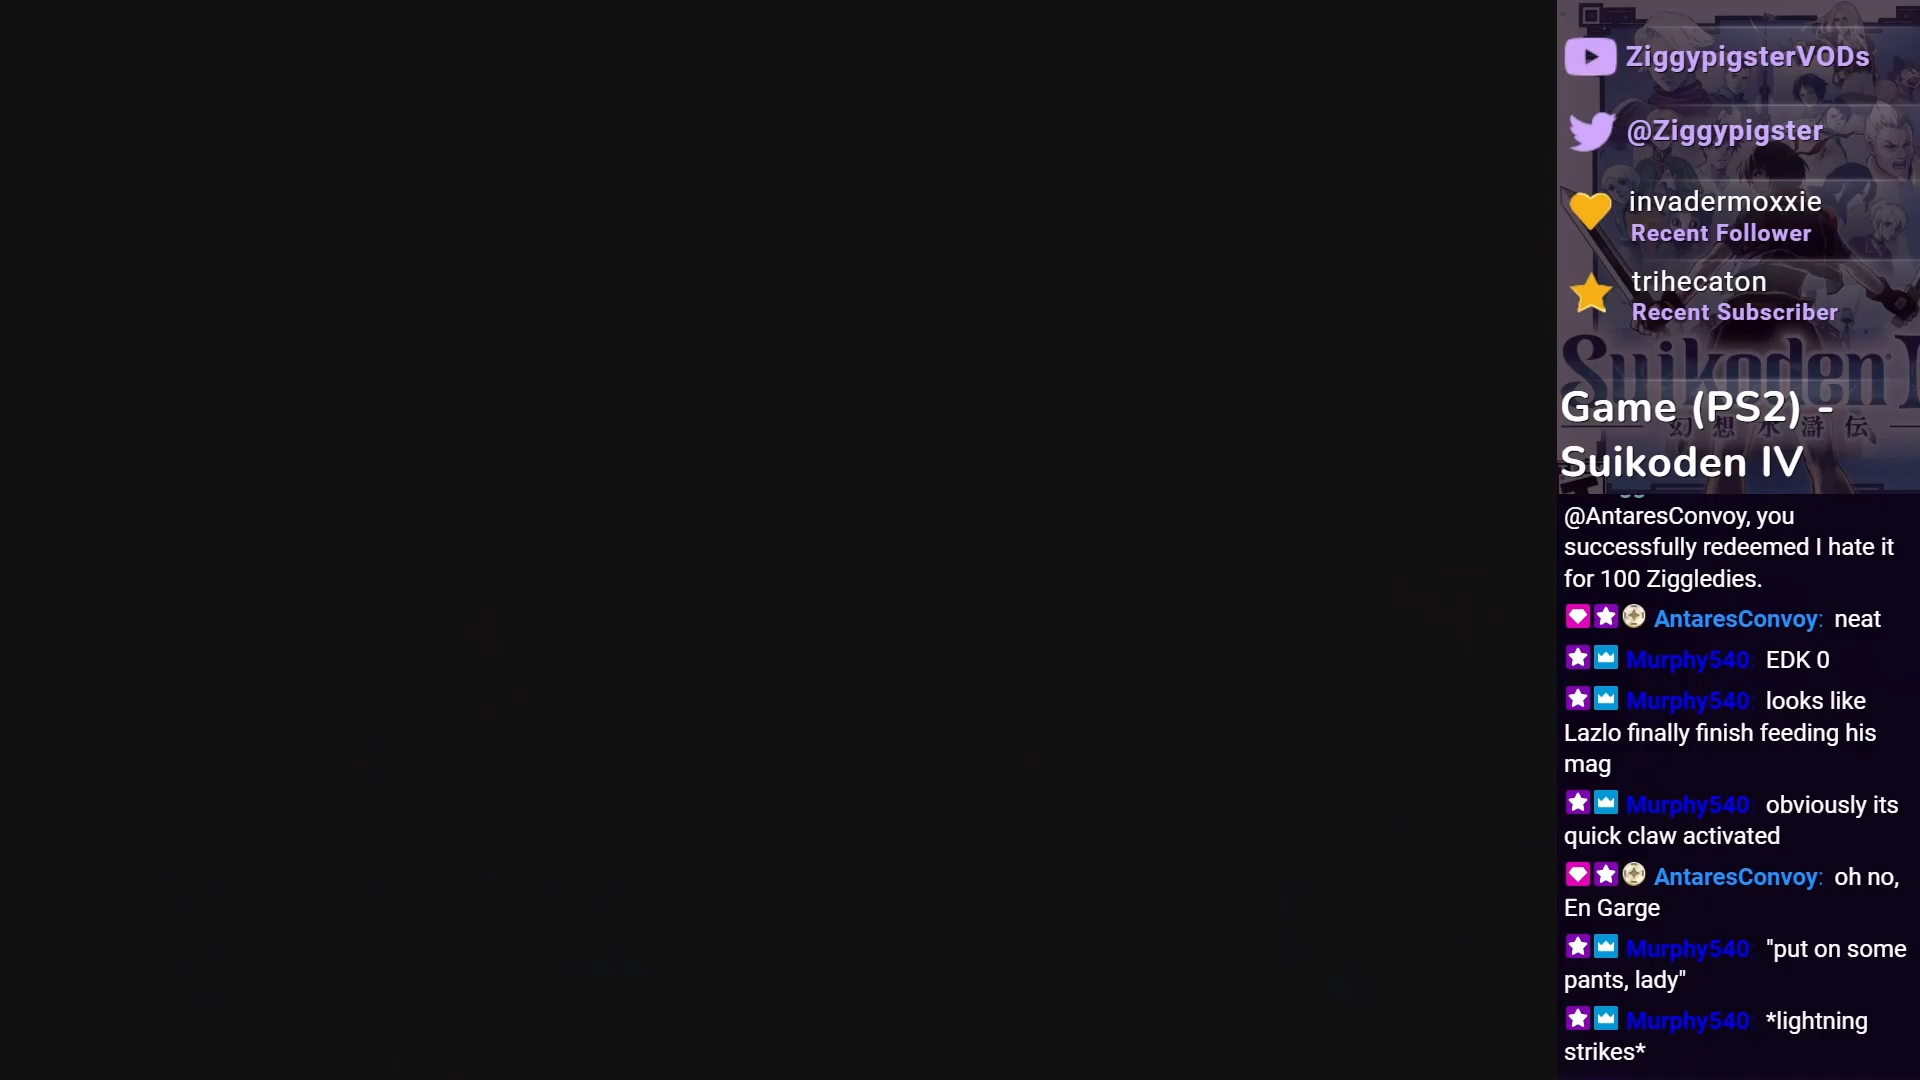 ZiggypigsterVODs
@Ziggypigster
invadermoxxie
Recent Follower
trihecaton
Recent Subscriber
Suikoden
Game (PS2) -
幻想水滸伝
Suikoden IV
@AntaresConvoy, you
successfully redeemed I hate it
for 100 Ziggledies.
AntaresConvoy: neat
Murphy540: EDK 0
Murphy540: looks like
Lazlo finally finish feeding his
mag
Murphy540: obviously its
quick claw activated
AntaresConvoy: oh no,
En Garge
Murphy540: "put on some
pants, lady"
Murphy540: *lightning
strikes*